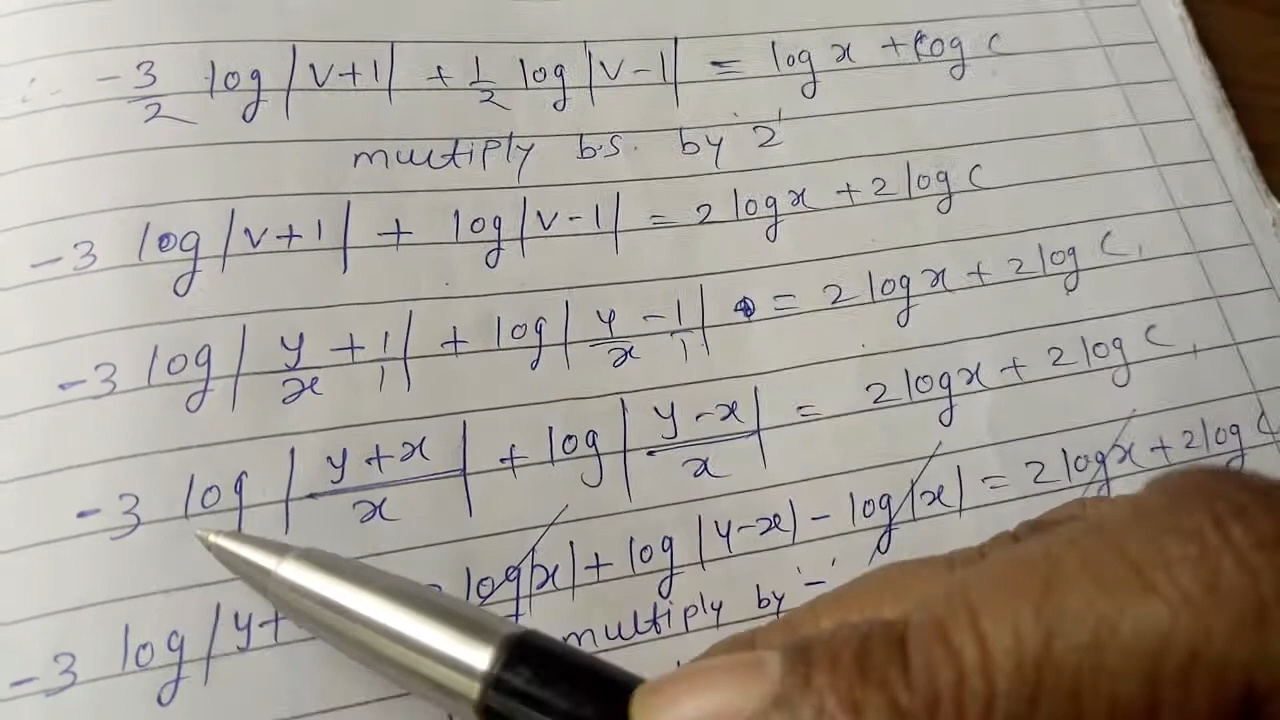 ∴ -3/2 log |v+1| + 1/2 log |v-1| = log x + log c
multiply b.s. by 2
-3 log |v+1| + log |v-1| = 2 log x + 2 log c
-3 log |y/x + 1/1| + log |y/x - 1/1| = 2 log x + 2 log c,
-3 log |y+x/x| + log |y-x/x| = 2 log x + 2 log c,
-3 log |y+ log |x| + log |y-x| - log |x| = 2 log x + 2 log c
multiply by '-'